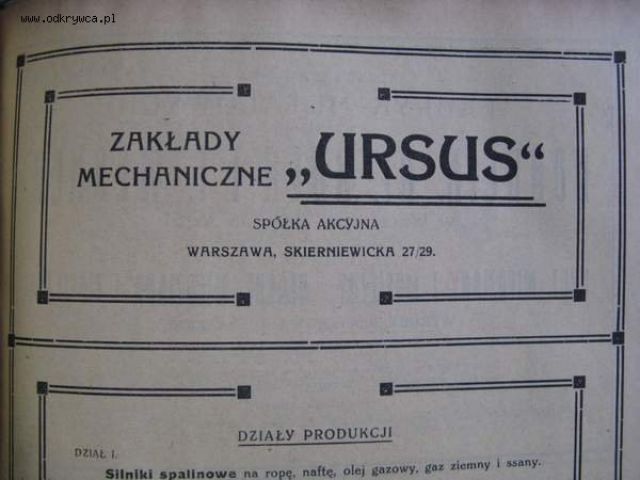 www.odkrywca.pl
ZAKŁADY
MECHANICZNE „URSUS“
SPÓŁKA AKCYJNA
WARSZAWA, SKIERNIEWICKA 27/29.
DZIAŁY PRODUKCJI
DZIAŁ I.
Silniki spalinowe na ropę, naftę, olej gazowy, gaz ziemny i ssany.